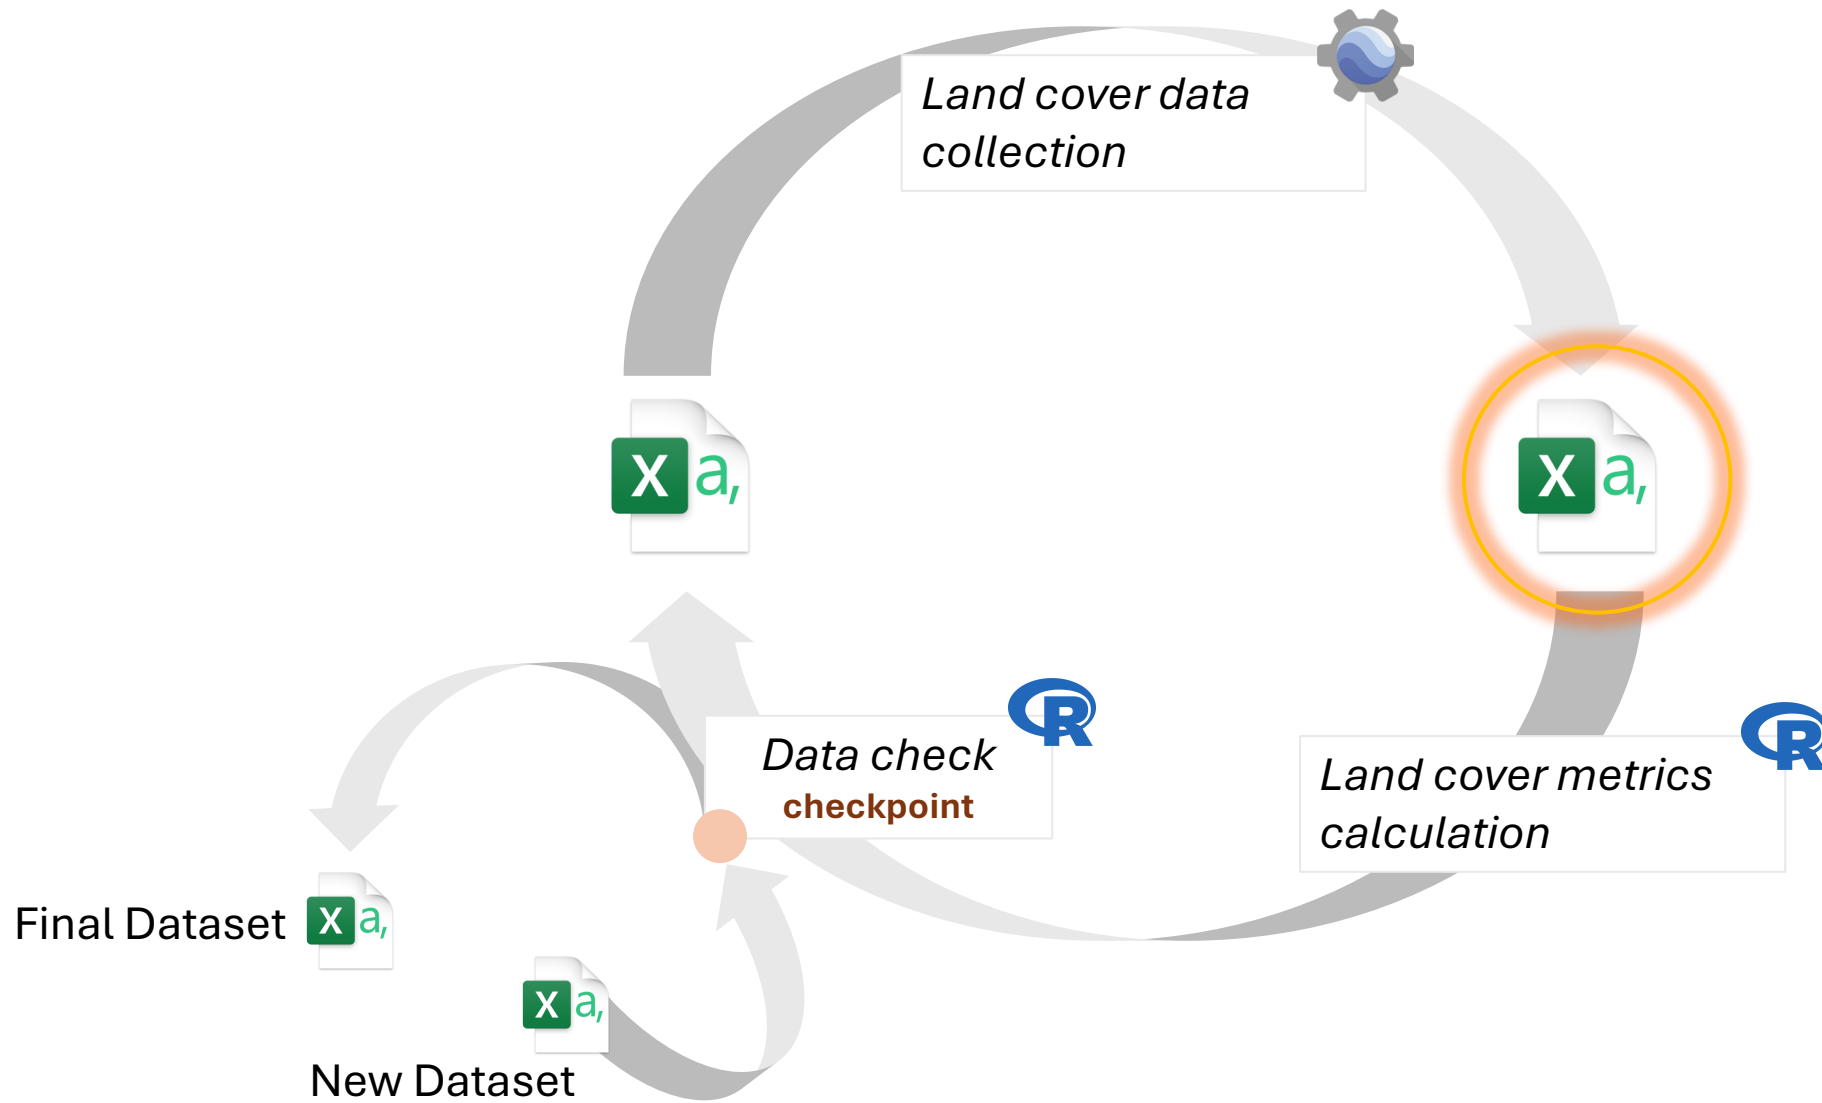 Land cover data
collection
X a,
X a,
R
Data check
checkpoint
R
Land cover metrics
calculation
Final Dataset
X a,
X a,
New Dataset